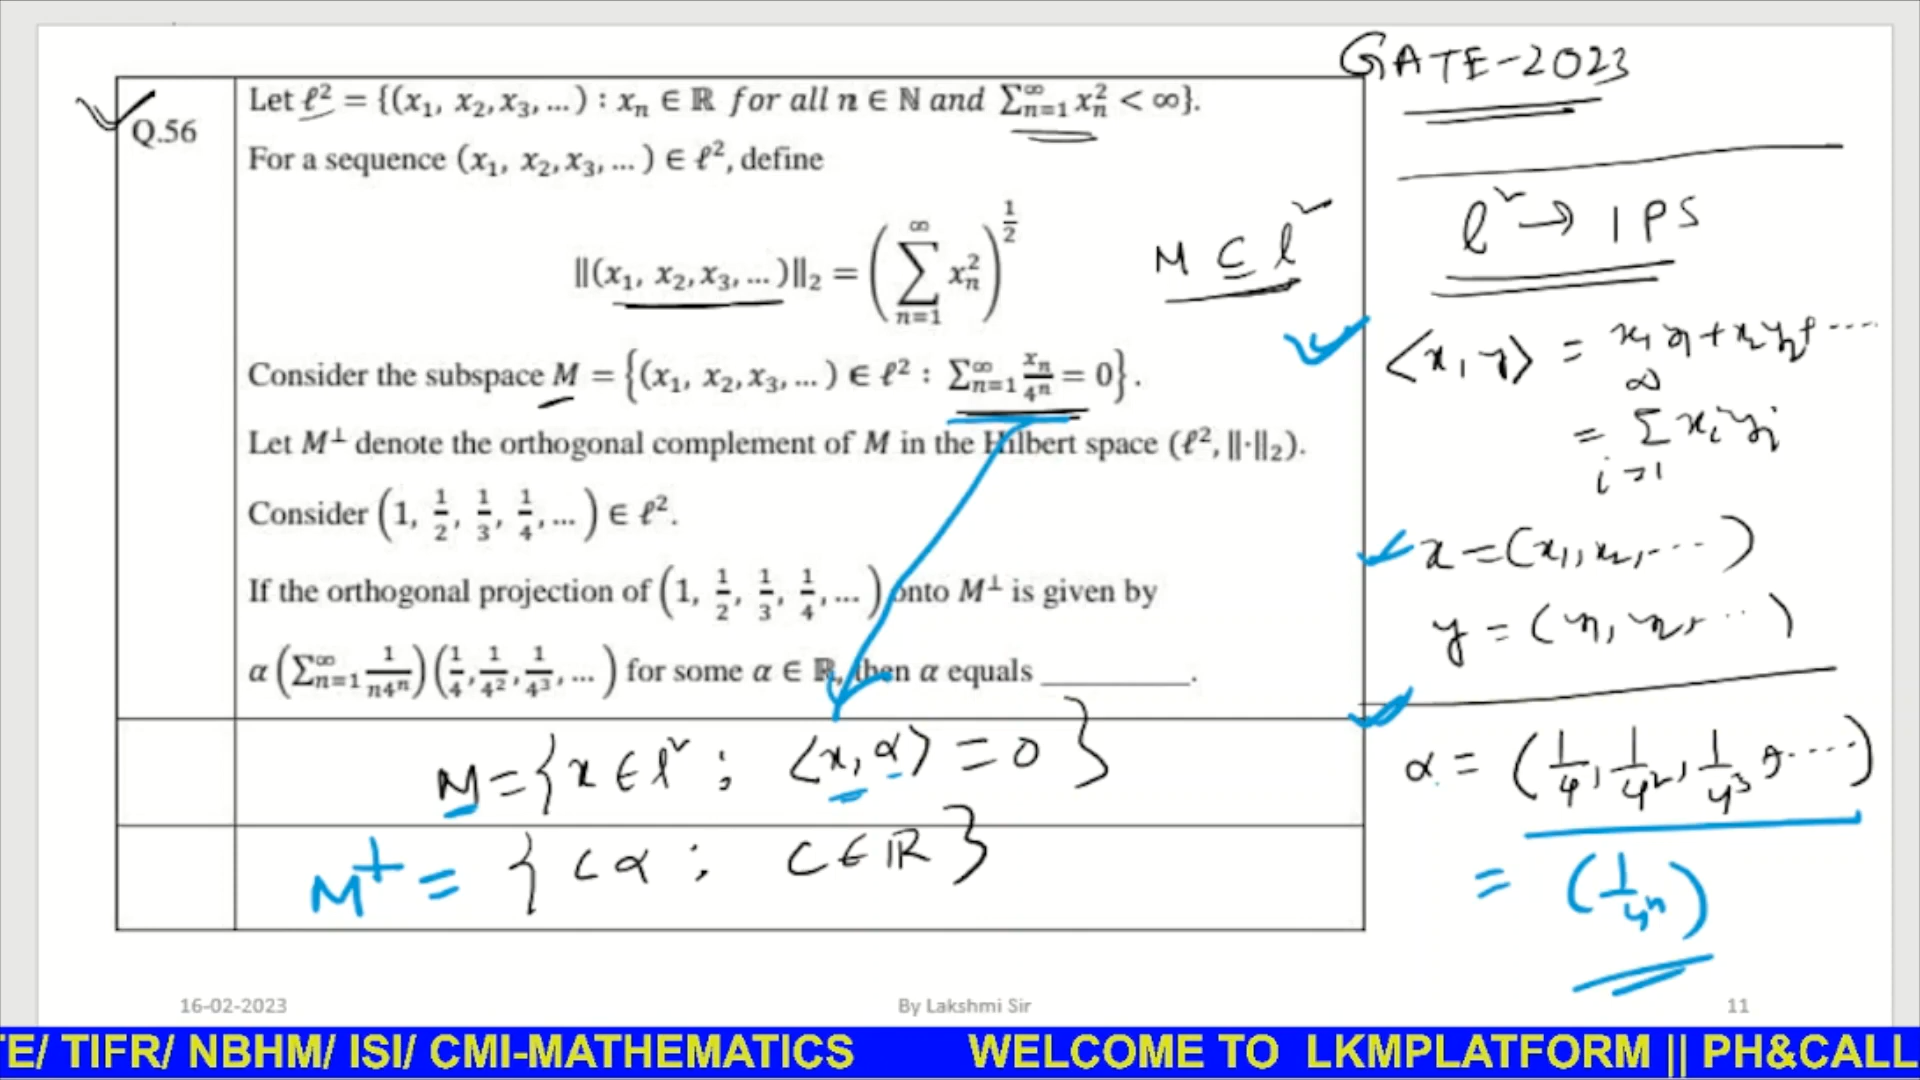 GATE-2023
Q.56
Let ℓ² = {(x₁, x₂, x₃, …) : xₙ ∈ ℝ for all n ∈ ℕ and ∑ₙ₌₁^∞ xₙ² < ∞}.
For a sequence (x₁, x₂, x₃, …) ∈ ℓ², define
‖(x₁, x₂, x₃, …)‖₂ = (∑ₙ₌₁^∞ xₙ²)^(1/2)
M ⊆ ℓ²
Consider the subspace M = {(x₁, x₂, x₃, …) ∈ ℓ² : ∑ₙ₌₁^∞ xₙ/4ⁿ = 0}.
Let M⊥ denote the orthogonal complement of M in the Hilbert space (ℓ², ‖·‖₂).
Consider (1, 1/2, 1/3, 1/4, …) ∈ ℓ².
If the orthogonal projection of (1, 1/2, 1/3, 1/4, …) onto M⊥ is given by
α (∑ₙ₌₁^∞ 1/(n4ⁿ)) (1/4, 1/4², 1/4³, …) for some α ∈ ℝ, then α equals ________.
M = {x ∈ ℓ² ; ⟨x, α⟩ = 0}
M⊥ = {cα ; c ∈ ℝ}
ℓ² → IPS
⟨x, y⟩ = x₁y₁ + x₂y₂ + ....
= ∑ᵢ₌₁^∞ xᵢyᵢ
x = (x₁, x₂, ....)
y = (y₁, y₂, ...)
α = (1/4, 1/4², 1/4³, ....)
= (1/4ⁿ)
16-02-2023
By Lakshmi Sir
11
E/ TIFR/ NBHM/ ISI/ CMI-MATHEMATICS WELCOME TO LKMPLATFORM || PH&CALL